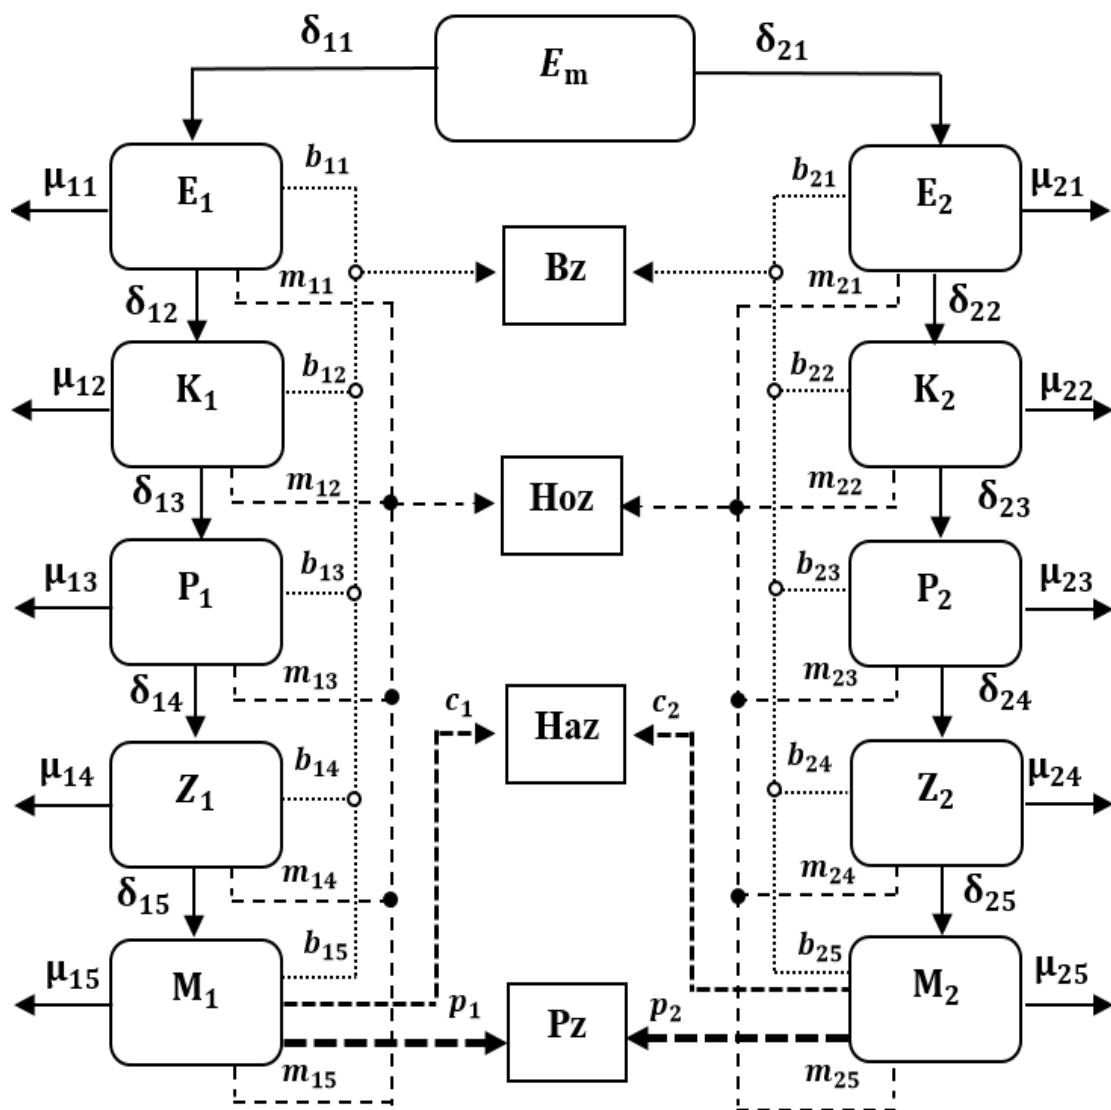 δ₁₁ Eₘ δ₂₁
b₁₁ b₂₁
μ₁₁ E₁ E₂ μ₂₁
Bz
m₁₁ m₂₁
δ₁₂ δ₂₂
b₁₂ b₂₂
μ₁₂ K₁ K₂ μ₂₂
m₁₂ m₂₂
δ₁₃ Hoz δ₂₃
b₁₃ b₂₃
μ₁₃ P₁ P₂ μ₂₃
m₁₃ m₂₃
δ₁₄ c₁ c₂ δ₂₄
Haz
b₁₄ b₂₄
μ₁₄ Z₁ Z₂ μ₂₄
m₁₄ m₂₄
δ₁₅ δ₂₅
b₁₅ b₂₅
μ₁₅ M₁ M₂ μ₂₅
p₁ p₂
Pz
m₁₅ m₂₅